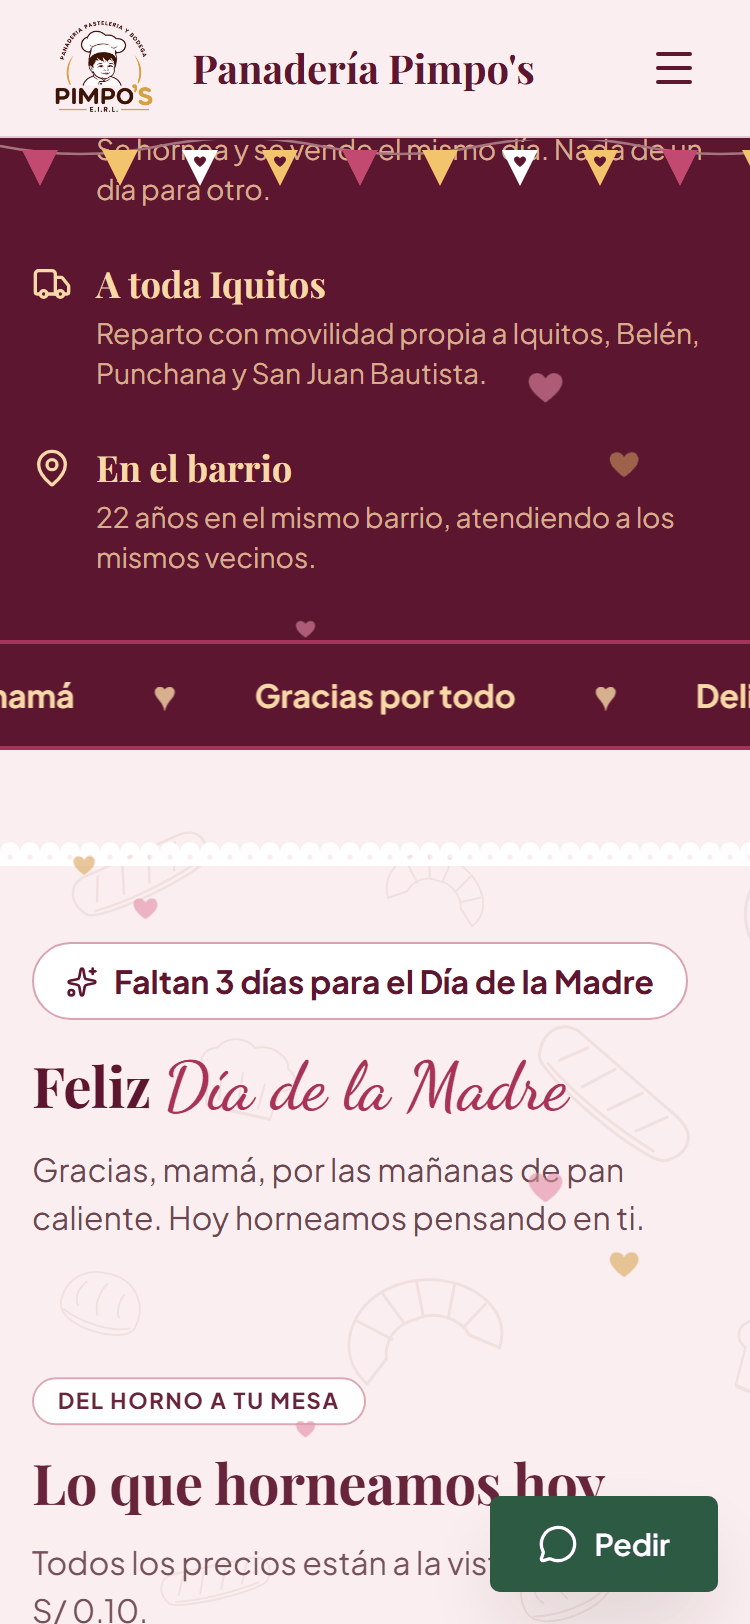 PANADERÍA PASTELERÍA Y BODEGA
PIMPO'S
E.I.R.L.
Panadería Pimpo's
Se hornea y se vende el mismo día. Nada de un
día para otro.
A toda Iquitos
Reparto con movilidad propia a Iquitos, Belén,
Punchana y San Juan Bautista.
En el barrio
22 años en el mismo barrio, atendiendo a los
mismos vecinos.
mamá ♥ Gracias por todo ♥ Deli
Faltan 3 días para el Día de la Madre
Feliz Día de la Madre
Gracias, mamá, por las mañanas de pan
caliente. Hoy horneamos pensando en ti.
DEL HORNO A TU MESA
Lo que horneamos hoy
Todos los precios están a la vis
S/ 0.10.
Pedir